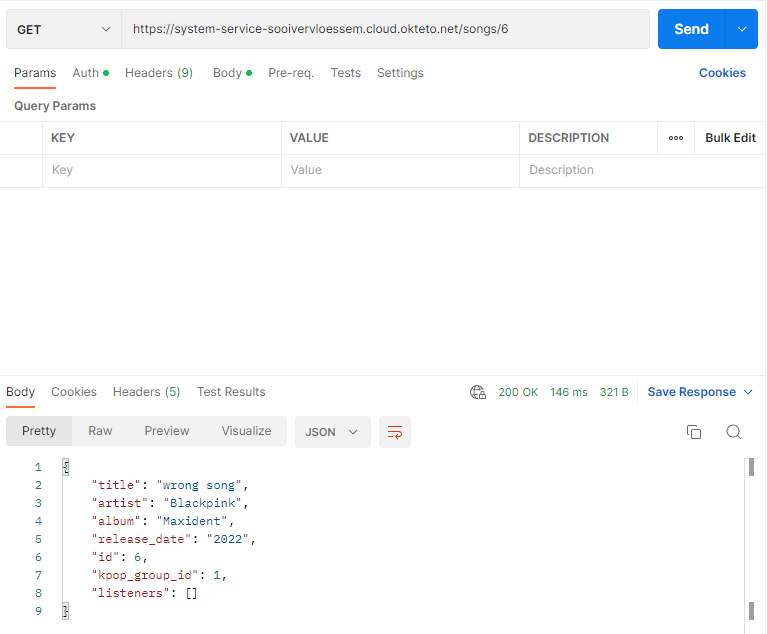 GET https://system-service-sooivervloessem.cloud.okteto.net/songs/6 Send
Params Auth Headers (9) Body Pre-req. Tests Settings Cookies
Query Params
KEY VALUE DESCRIPTION ooo Bulk Edit
Key Value Description
Body Cookies Headers (5) Test Results 200 OK 146 ms 321 B Save Response
Pretty Raw Preview Visualize JSON
1 {
2 "title": "wrong song",
3 "artist": "Blackpink",
4 "album": "Maxident",
5 "release_date": "2022",
6 "id": 6,
7 "kpop_group_id": 1,
8 "listeners": []
9 }